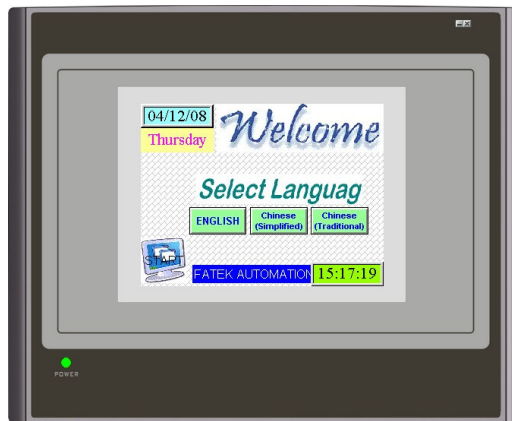 04/12/08
Welcome
Thursday
Select Languag
ENGLISH
Chinese
(Simplified)
Chinese
(Traditional)
START
FATEK AUTOMATION
15:17:19
POWER